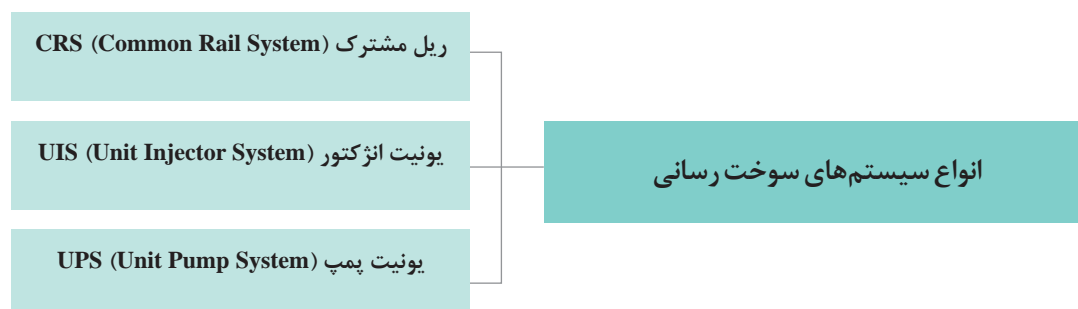 انواع سیستم‌های سوخت رسانی
ریل مشترک CRS (Common Rail System)
یونیت انژکتور UIS (Unit Injector System)
یونیت پمپ UPS (Unit Pump System)